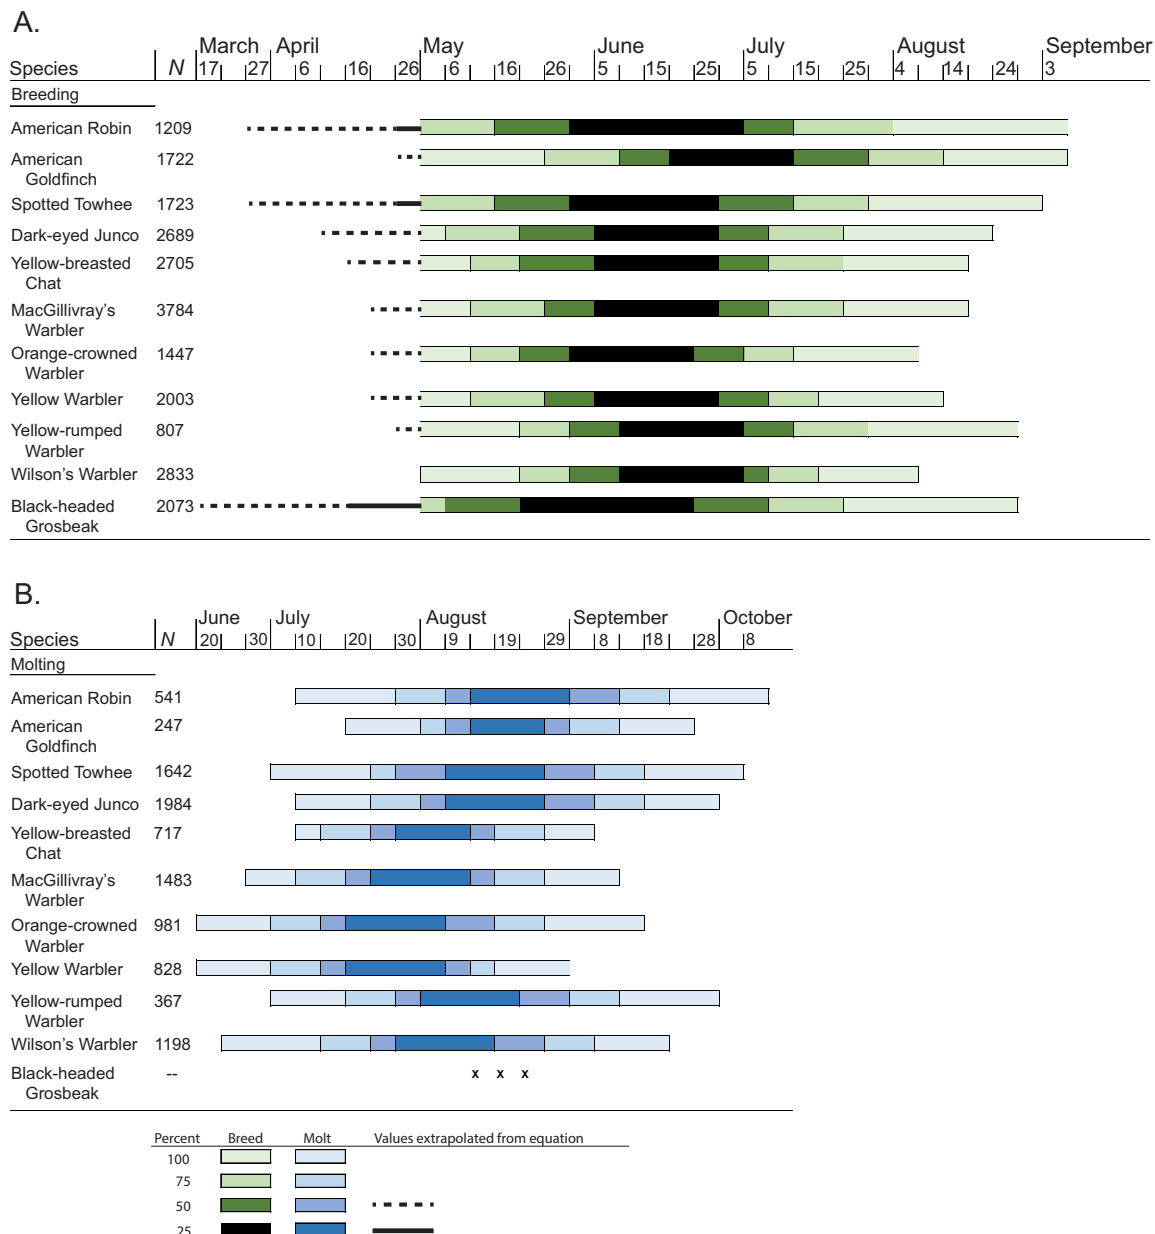 A.
March April May June July August September
Species N 17 27 6 16 26 6 16 26 5 15 25 5 15 25 4 14 24 3
Breeding
American Robin 1209
American 1722
Goldfinch
Spotted Towhee 1723
Dark-eyed Junco 2689
Yellow-breasted 2705
Chat
MacGillivray's 3784
Warbler
Orange-crowned 1447
Warbler
Yellow Warbler 2003
Yellow-rumped 807
Warbler
Wilson's Warbler 2833
Black-headed 2073
Grosbeak
B.
June July August September October
Species N 20 30 10 20 30 9 19 29 8 18 28 8
Molting
American Robin 541
American 247
Goldfinch
Spotted Towhee 1642
Dark-eyed Junco 1984
Yellow-breasted 717
Chat
MacGillivray's 1483
Warbler
Orange-crowned 981
Warbler
Yellow Warbler 828
Yellow-rumped 367
Warbler
Wilson's Warbler 1198
Black-headed -- x x x
Grosbeak
Percent Breed Molt Values extrapolated from equation
100
75
50
25